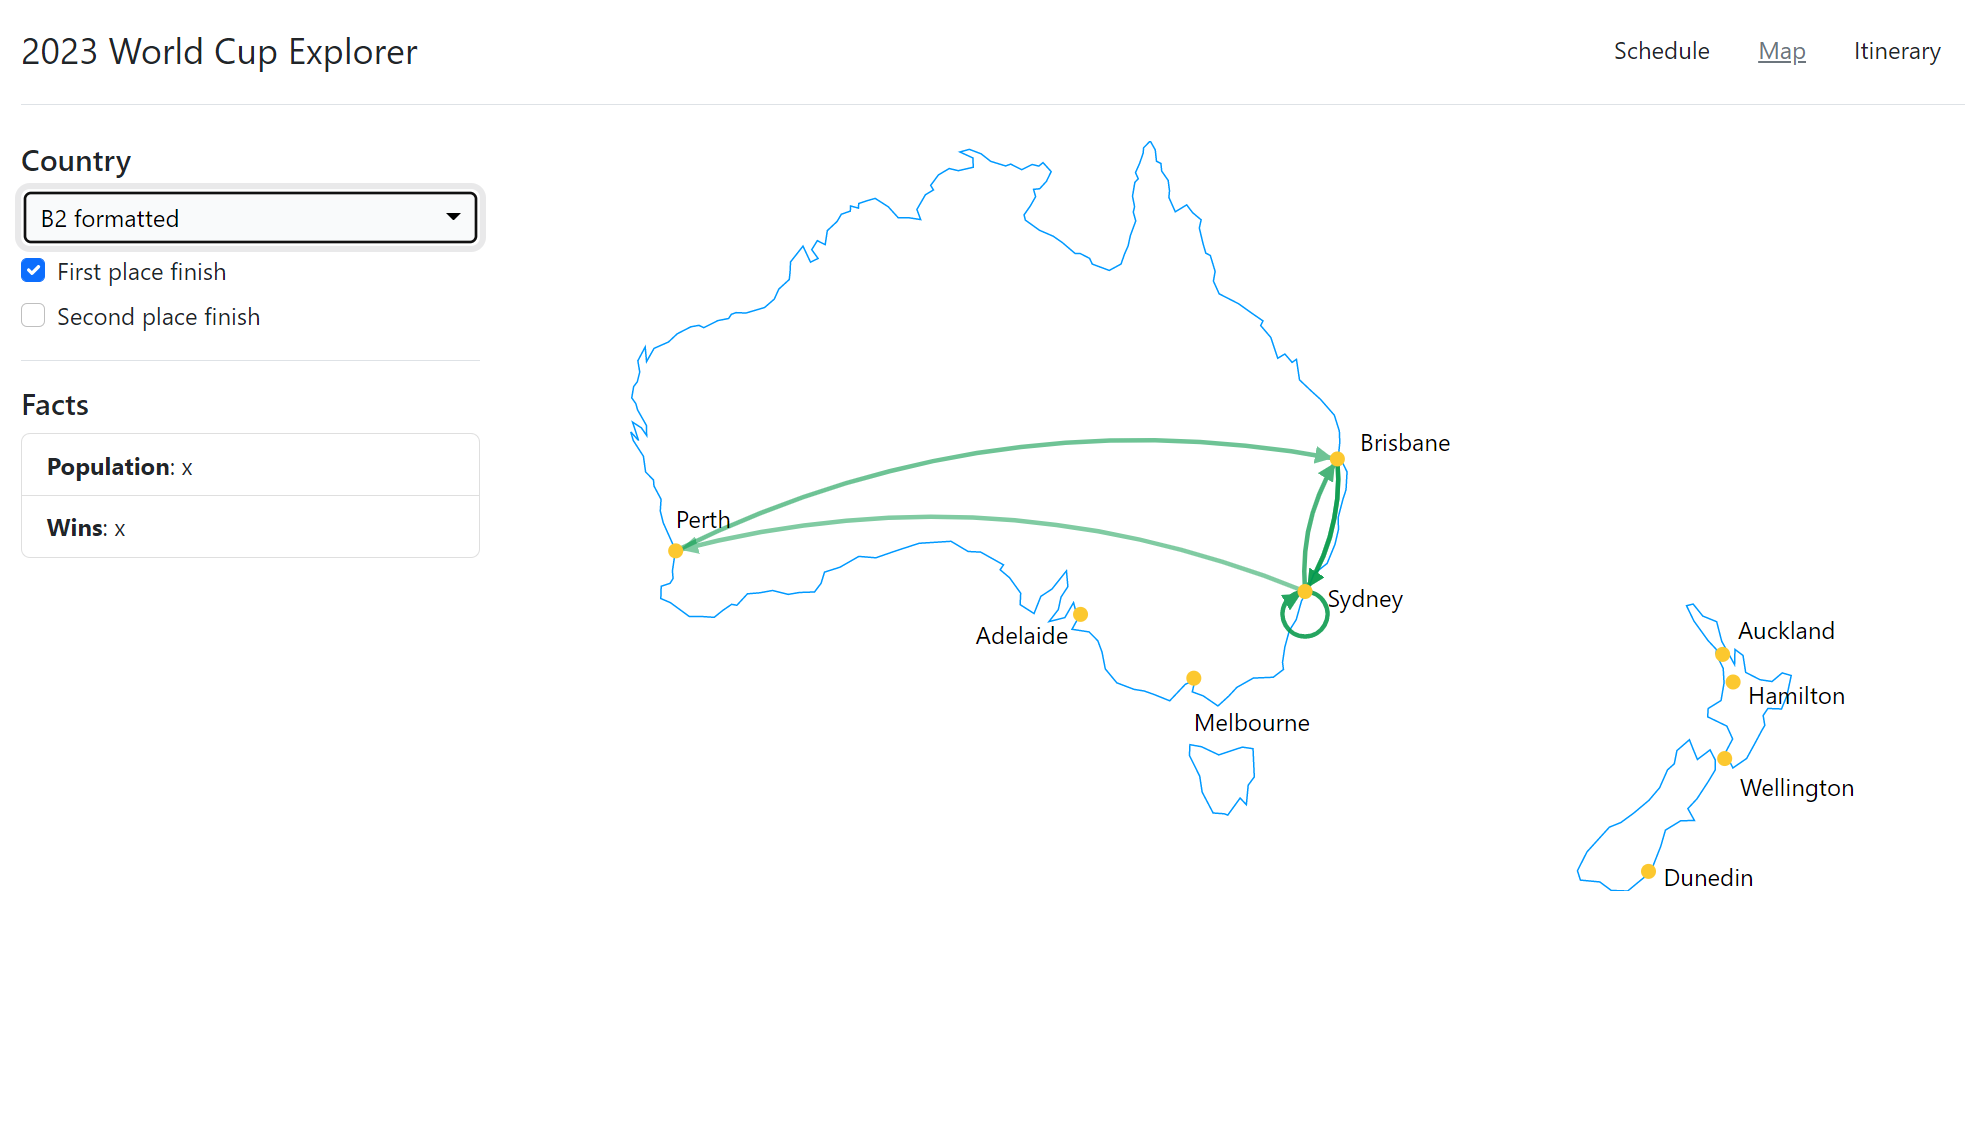 2023 World Cup Explorer
Schedule Map Itinerary
Country
B2 formatted
First place finish
Second place finish
Facts
Population: x
Wins: x
Brisbane
Perth
Sydney
Adelaide
Auckland
Hamilton
Melbourne
Wellington
Dunedin